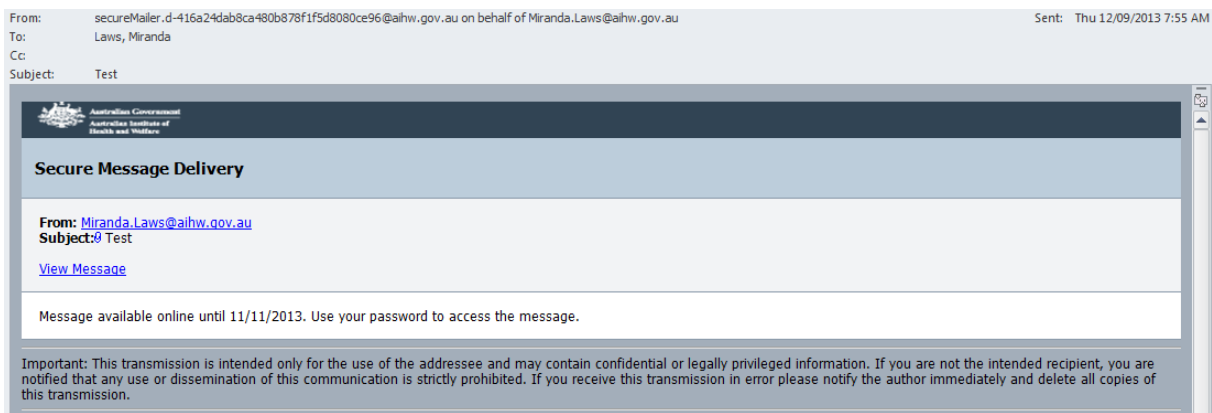 From: secureMailer.d-416a24dab8ca480b878f1f5d8080ce96@aihw.gov.au on behalf of Miranda.Laws@aihw.gov.au Sent: Thu 12/09/2013 7:55 AM
To: Laws, Miranda
Cc:
Subject: Test
Australian Government
Australian Institute of
Health and Welfare
Secure Message Delivery
From: Miranda.Laws@aihw.gov.au
Subject: Test
View Message
Message available online until 11/11/2013. Use your password to access the message.
Important: This transmission is intended only for the use of the addressee and may contain confidential or legally privileged information. If you are not the intended recipient, you are
notified that any use or dissemination of this communication is strictly prohibited. If you receive this transmission in error please notify the author immediately and delete all copies of
this transmission.